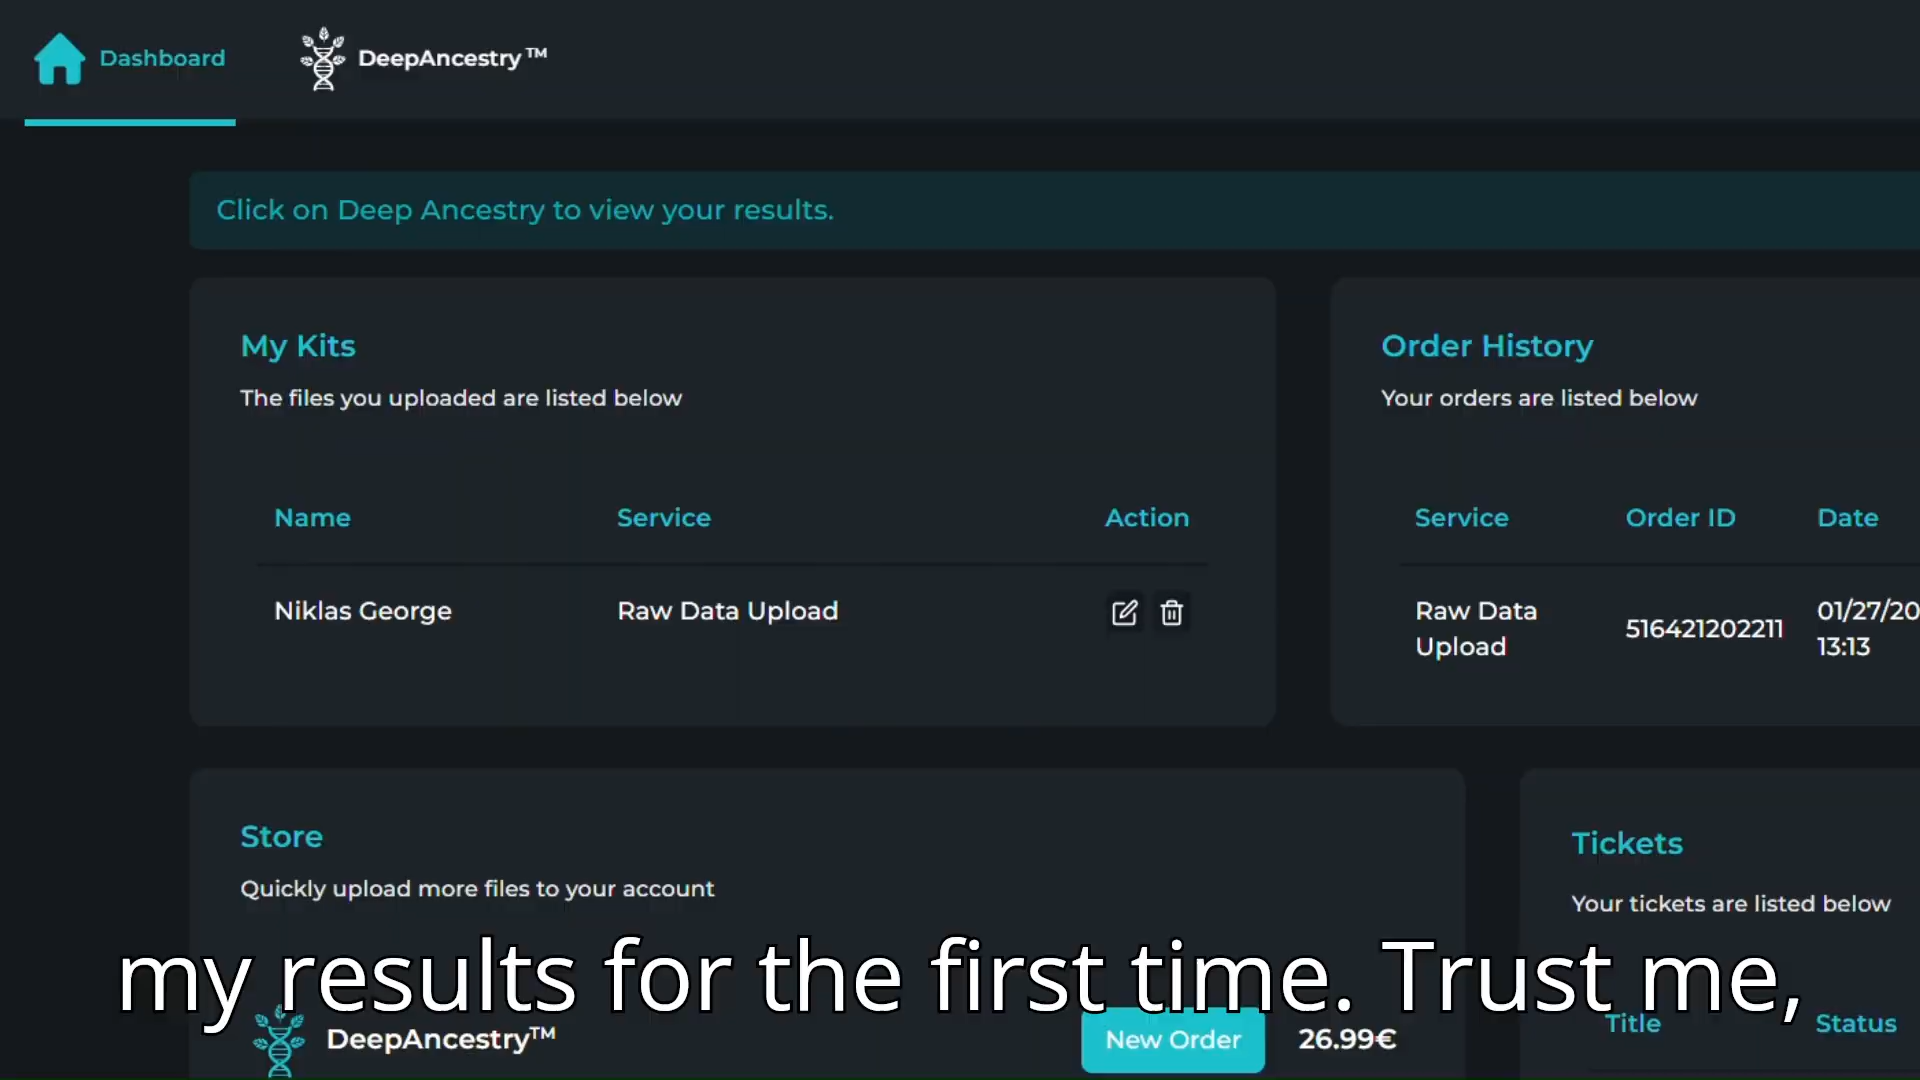 Dashboard
DeepAncestry™
Click on Deep Ancestry to view your results.
My Kits
The files you uploaded are listed below
Name Service Action
Niklas George Raw Data Upload
Order History
Your orders are listed below
Service Order ID Date
Raw Data Upload 516421202211 01/27/20
13:13
Store
Quickly upload more files to your account
DeepAncestry™ New Order 26.99€
Tickets
Your tickets are listed below
Title Status
my results for the first time. Trust me,